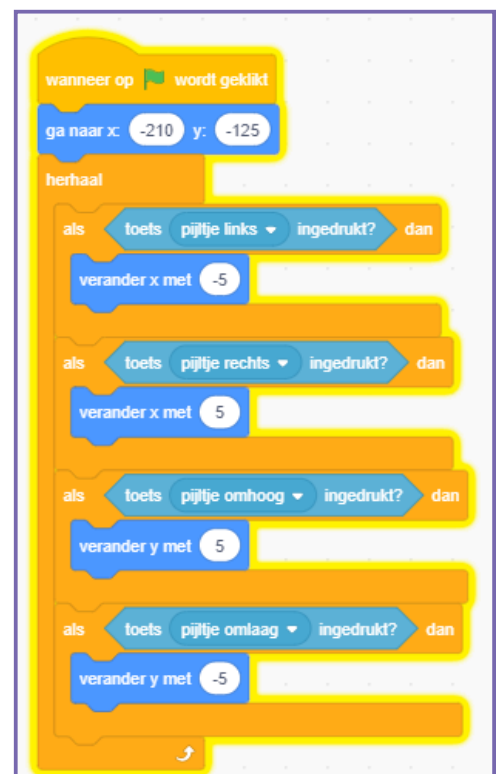 wanneer op wordt geklikt
ga naar x: -210 y: -125
herhaal
als toets pijltje links ingedrukt? dan
verander x met -5
als toets pijltje rechts ingedrukt? dan
verander x met 5
als toets pijltje omhoog ingedrukt? dan
verander y met 5
als toets pijltje omlaag ingedrukt? dan
verander y met -5